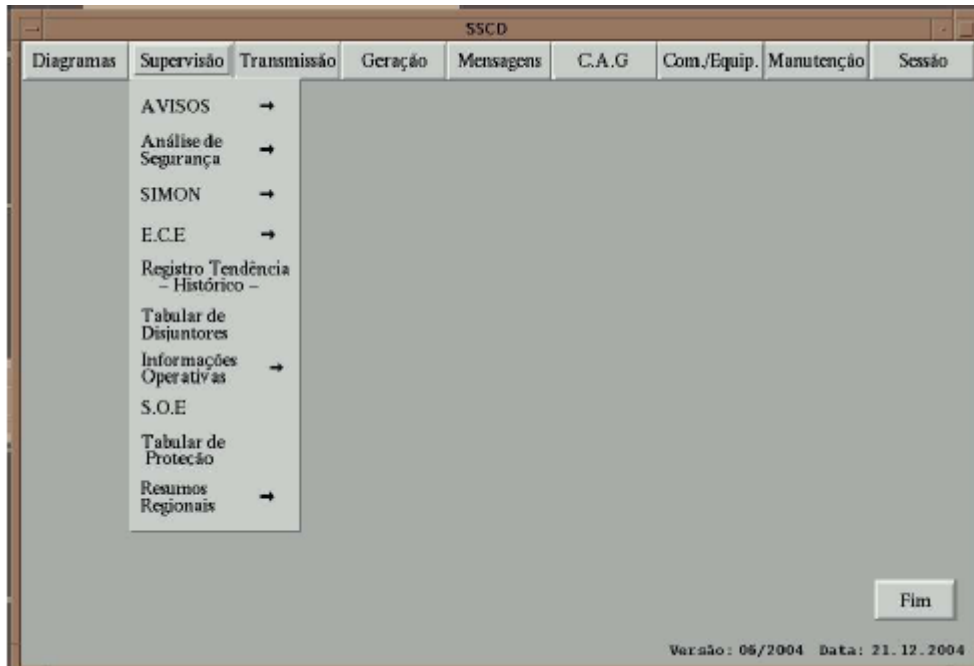 SSCD
Diagramas Supervisão Transmissão Geração Mensagens C.A.G Com./Equip. Manutenção Sessão
AVISOS →
Análise de
Segurança →
SIMON →
E.C.E →
Registro Tendência
– Histórico –
Tabular de
Disjuntores
Informações
Operativas →
S.O.E
Tabular de
Proteção
Resumos
Regionais →
Fim
Versão: 06/2004 Data: 21.12.2004